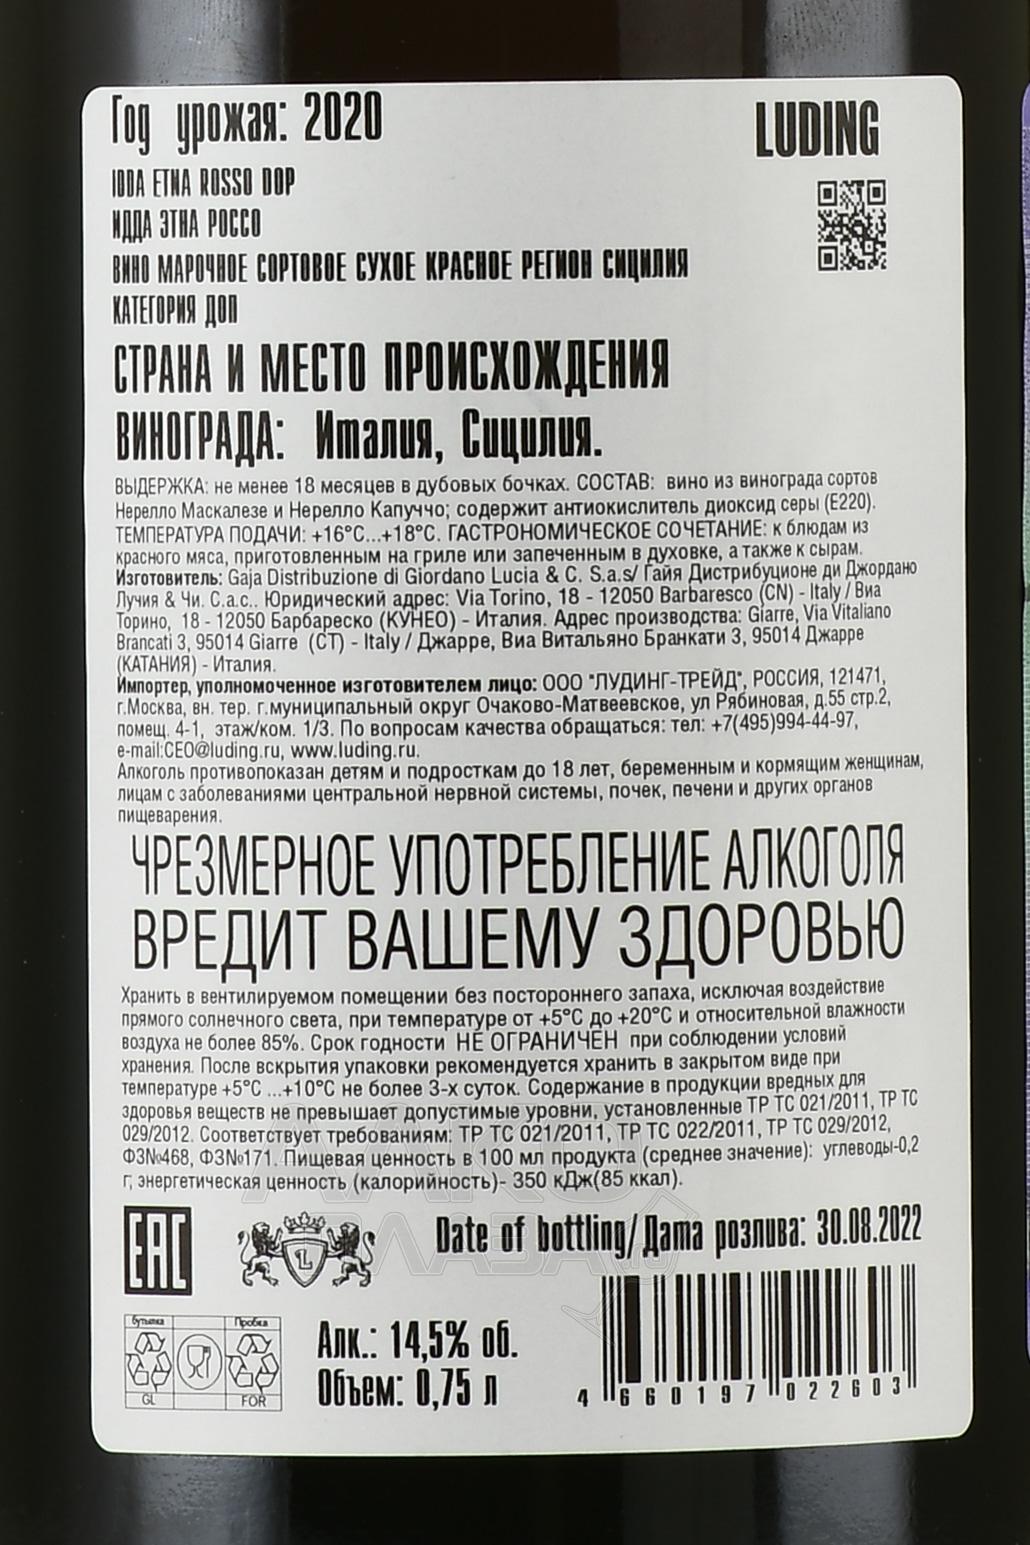 Год урожая: 2020
LUDING
IDDA ETNA ROSSO DOP
ИДДА ЭТНА РОССО
ВИНО МАРОЧНОЕ СОРТОВОЕ СУХОЕ КРАСНОЕ РЕГИОН СИЦИЛИЯ
КАТЕГОРИЯ ДОП
СТРАНА И МЕСТО ПРОИСХОЖДЕНИЯ
ВИНОГРАДА: Италия, Сицилия.
ВЫДЕРЖКА: не менее 18 месяцев в дубовых бочках. СОСТАВ: вино из винограда сортов
Нерелло Маскалезе и Нерелло Капуччо; содержит антиокислитель диоксид серы (Е220).
ТЕМПЕРАТУРА ПОДАЧИ: +16°С...+18°С. ГАСТРОНОМИЧЕСКОЕ СОЧЕТАНИЕ: к блюдам из
красного мяса, приготовленным на гриле или запеченным в духовке, а также к сырам.
Изготовитель: Gaja Distribuzione di Giordano Lucia & C. S.a.s/ Гайя Дистрибуционе ди Джордано
Лучия & Чи. С.а.с.. Юридический адрес: Via Torino, 18 - 12050 Barbaresco (CN) - Italy / Виа
Торино, 18 - 12050 Барбареско (КУНЕО) - Италия. Адрес производства: Giarre, Via Vitaliano
Brancati 3, 95014 Giarre (CT) - Italy / Джарре, Виа Витальяно Бранкати 3, 95014 Джарре
(КАТАНИЯ) - Италия.
Импортер, уполномоченное изготовителем лицо: ООО "ЛУДИНГ-ТРЕЙД", РОССИЯ, 121471,
г.Москва, вн. тер. г.муниципальный округ Очаково-Матвеевское, ул Рябиновая, д.55 стр.2,
помещ. 4-1, этаж/ком. 1/3. По вопросам качества обращаться: тел: +7(495)994-44-97,
e-mail:CEO@luding.ru, www.luding.ru.
Алкоголь противопоказан детям и подросткам до 18 лет, беременным и кормящим женщинам,
лицам с заболеваниями центральной нервной системы, почек, печени и других органов
пищеварения.
ЧРЕЗМЕРНОЕ УПОТРЕБЛЕНИЕ АЛКОГОЛЯ
ВРЕДИТ ВАШЕМУ ЗДОРОВЬЮ
Хранить в вентилируемом помещении без постороннего запаха, исключая воздействие
прямого солнечного света, при температуре от +5°С до +20°С и относительной влажности
воздуха не более 85%. Срок годности НЕ ОГРАНИЧЕН при соблюдении условий
хранения. После вскрытия упаковки рекомендуется хранить в закрытом виде при
температуре +5°С ...+10°С не более 3-х суток. Содержание в продукции вредных для
здоровья веществ не превышает допустимые уровни, установленные ТР ТС 021/2011, ТР ТС
029/2012. Соответствует требованиям: ТР ТС 021/2011, ТР ТС 022/2011, ТР ТС 029/2012,
ФЗ№468, ФЗ№171. Пищевая ценность в 100 мл продукта (среднее значение): углеводы-0,2
г, энергетическая ценность (калорийность)- 350 кДж(85 ккал).
EAC
L
Date of bottling/Дата розлива: 30.08.2022
бутылка Пробка
GL FOR
Алк.: 14,5% об.
Объем: 0,75 л
4 660197 022603
АЛКО
ПЛАЗА.ru